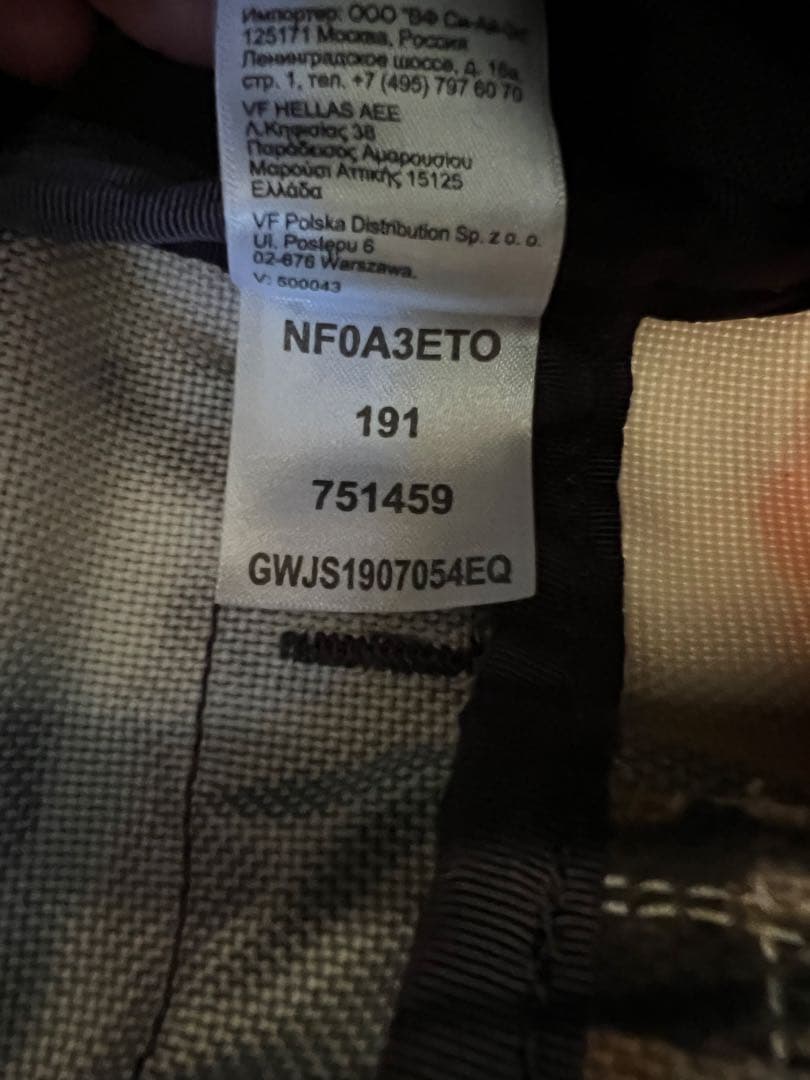 Импортер: ООО "ВФ Си-Ай-Эс"
125171 Москва, Россия
Ленинградское шоссе, д. 16а,
стр. 1, тел. +7 (495) 797 60 70
VF HELLAS AEE
Λ.Κηφισίας 38
Παράδεισος Αμαρουσίου
Μαρούσι Αττικής 15125
Ελλάδα
VF Polska Distribution Sp. z o. o.
Ul. Postępu 6
02-676 Warszawa.
V: 500043
NF0A3ETO
191
751459
GWJS1907054EQ